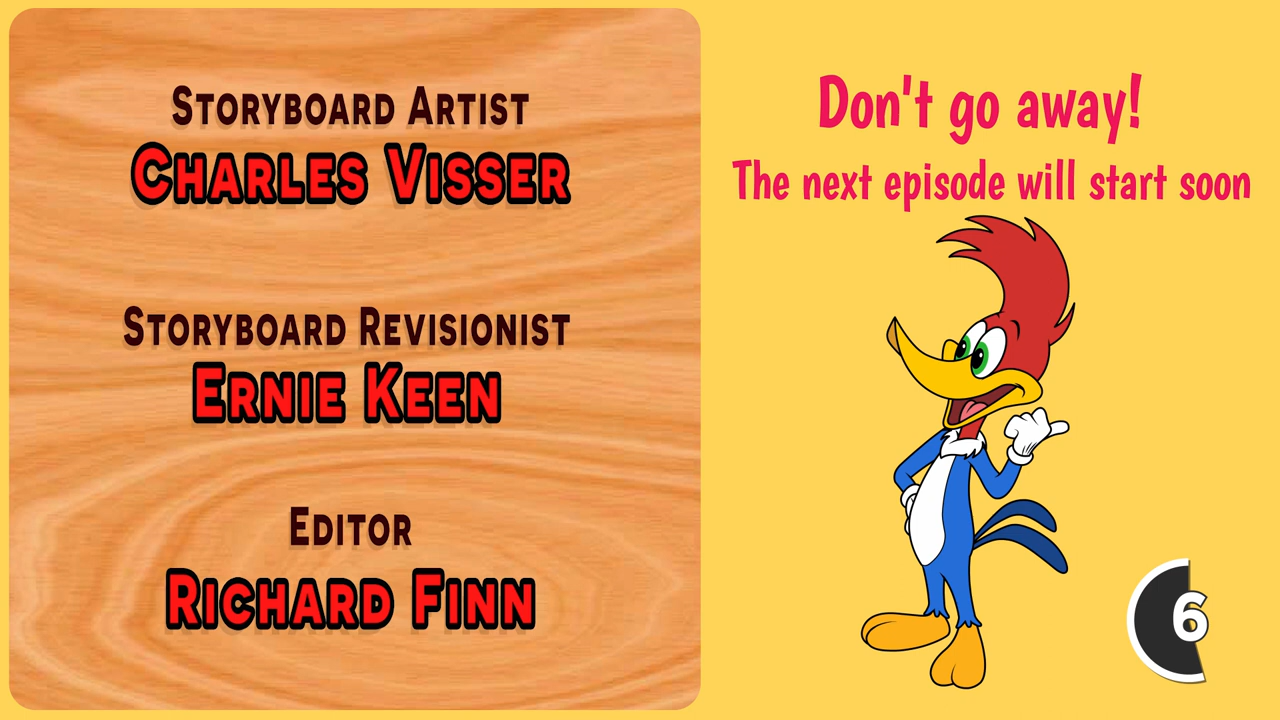 Storyboard Artist
Charles Visser
Storyboard Revisionist
Ernie Keen
Editor
Richard Finn
Don't go away!
The next episode will start soon
6